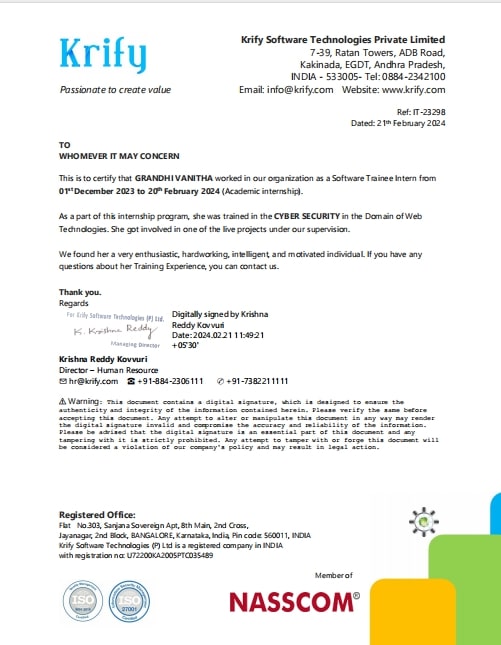 Krify
Passionate to create value
Krify Software Technologies Private Limited
7-39, Ratan Towers, ADB Road,
Kakinada, EGDT, Andhra Pradesh,
INDIA - 533005- Tel: 0884-2342100
Email: info@krify.com Website: www.krify.com
Ref: IT-23298
Dated: 21st February 2024
TO
WHOMEVER IT MAY CONCERN
This is to certify that GRANDHI VANITHA worked in our organization as a Software Trainee Intern from
01st December 2023 to 20th February 2024 (Academic internship).
As a part of this internship program, she was trained in the CYBER SECURITY in the Domain of Web
Technologies. She got involved in one of the live projects under our supervision.
We found her a very enthusiastic, hardworking, intelligent, and motivated individual. If you have any
questions about her Training Experience, you can contact us.
Thank you.
Regards
For Krify Software Technologies (P) Ltd.
K. Krishna Reddy
Managing Director
Digitally signed by Krishna
Reddy Kovvuri
Date: 2024.02.21 11:49:21
+05'30'
Krishna Reddy Kovvuri
Director – Human Resource
✉ hr@krify.com ☎ +91-884-2306111 ✆ +91-7382211111
⚠ Warning: This document contains a digital signature, which is designed to ensure the
authenticity and integrity of the information contained herein. Please verify the same before
accepting this document. Any attempt to alter or manipulate this document in any way may render
the digital signature invalid and compromise the accuracy and reliability of the information.
Please be advised that the digital signature is an essential part of this document and any
tampering with it is strictly prohibited. Any attempt to tamper with or forge this document will
be considered a violation of our company's policy and may result in legal action.
Registered Office:
Flat No.303, Sanjana Sovereign Apt, 8th Main, 2nd Cross,
Jayanagar, 2nd Block, BANGALORE, Karnataka, India, Pin code: 560011, INDIA
Krify Software Technologies (P) Ltd is a registered company in INDIA
with registration no: U72200KA2005PTC035489
ISO
ISO
27001
Member of
NASSCOM®